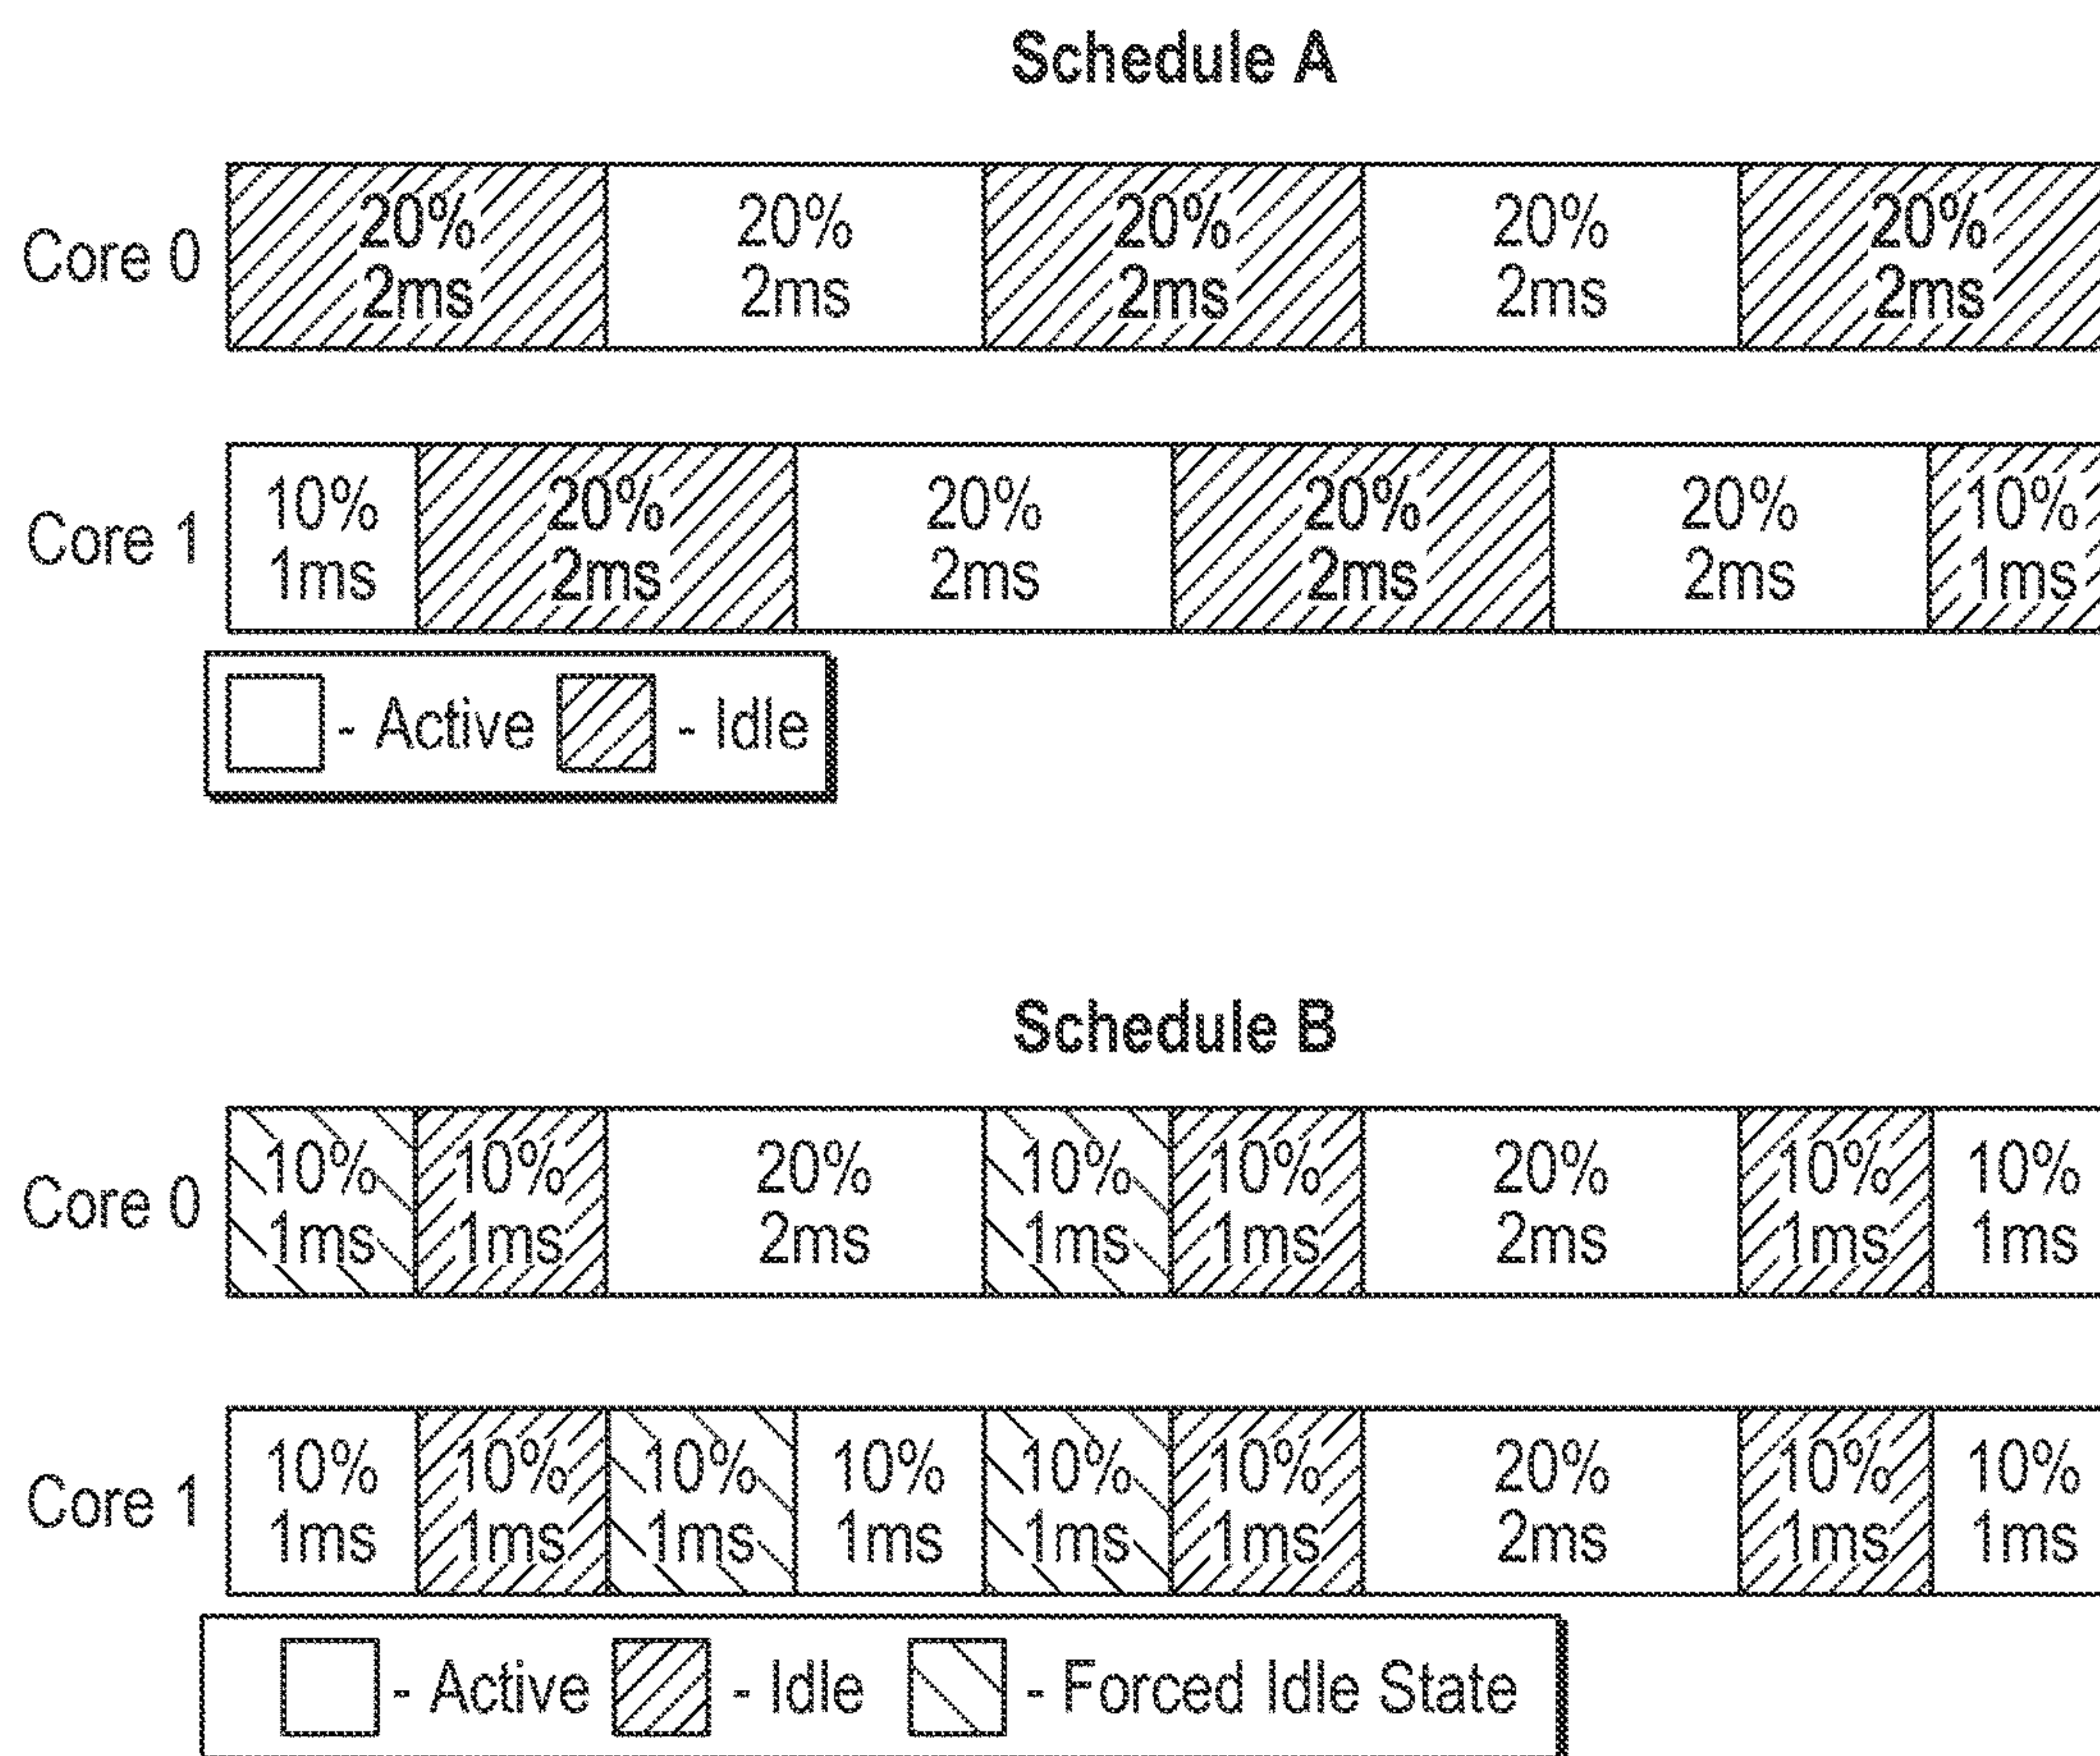 Schedule A
20% 20% 20% 20% 20%
Core 0
2ms 2ms 2ms 2ms 2ms
10% 20% 20% 20% 20% 10%
Core 1
1ms 2ms 2ms 2ms 2ms 1ms
- Active - Idle
Schedule B
10% 10% 20% 10% 10% 20% 10% 10%
Core 0
1ms 1ms 2ms 1ms 1ms 2ms 1ms 1ms
10% 10% 10% 10% 10% 10% 20% 10% 10%
Core 1
1ms 1ms 1ms 1ms 1ms 1ms 2ms 1ms 1ms
- Active - Idle - Forced Idle State